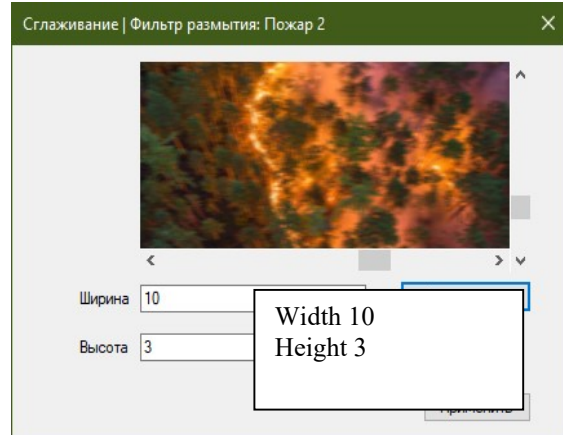 Сглаживание | Фильтр размытия: Пожар 2
Ширина 10
Width 10
Height 3
Высота 3